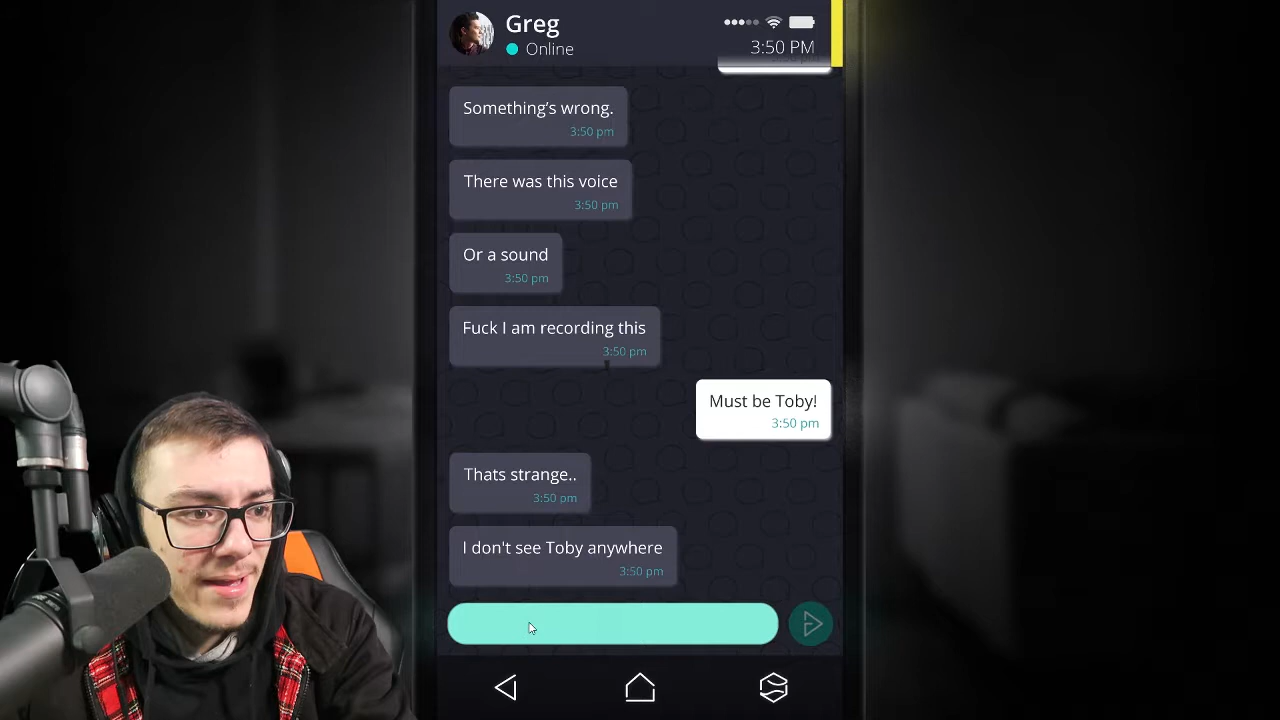 Greg
Online
3:50 PM
Something's wrong.
3:50 pm
There was this voice
3:50 pm
Or a sound
3:50 pm
Fuck I am recording this
3:50 pm
Must be Toby!
3:50 pm
Thats strange..
3:50 pm
I don't see Toby anywhere
3:50 pm